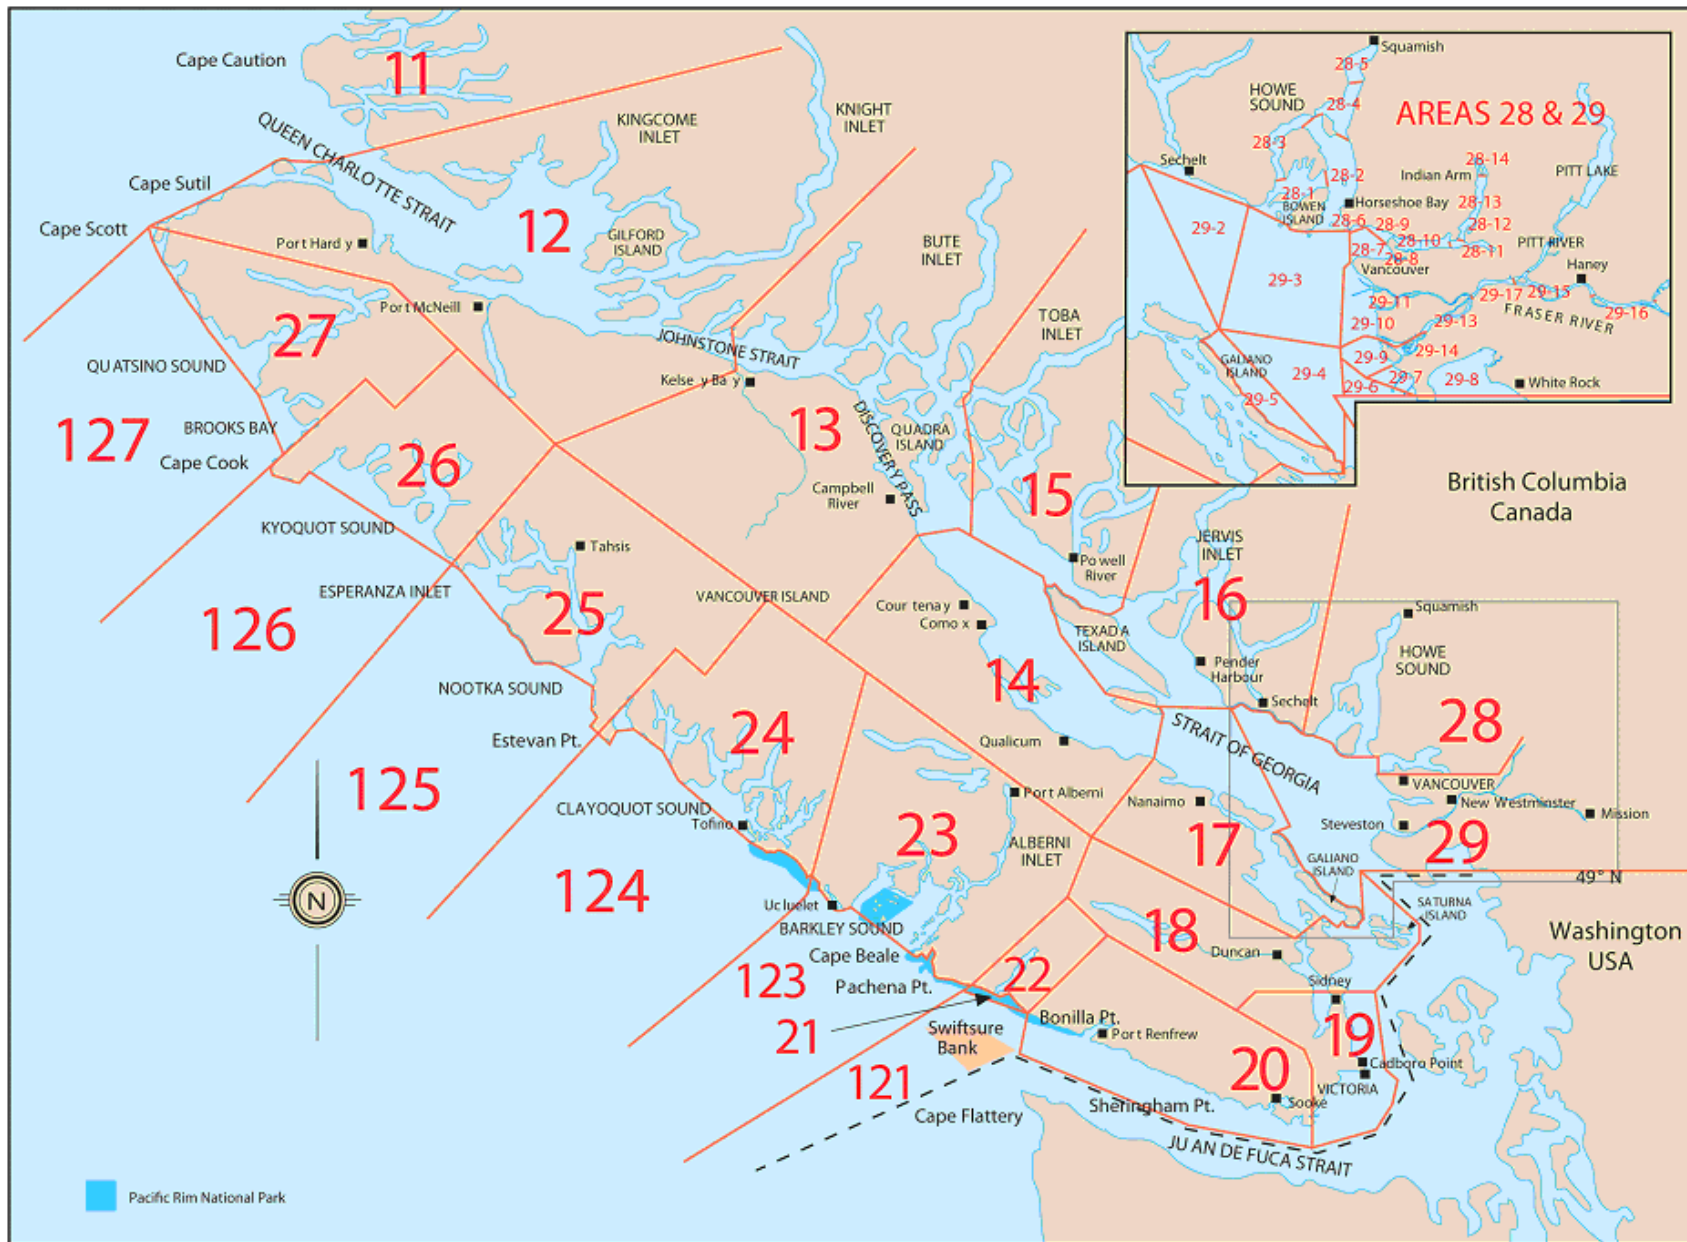 Cape Caution
11
QUEEN CHARLOTTE STRAIT
KINGCOME
INLET
KNIGHT
INLET
Cape Sutil
Cape Scott
12
Port Hard y
GILFORD
ISLAND
BUTE
INLET
Port McNeill
27
JOHNSTONE STRAIT
TOBA
INLET
QUATSINO SOUND
Kelse y Ba y
127
BROOKS BAY
Cape Cook
26
13
DISCOVERY PASS
QUADRA
ISLAND
Campbell
River
15
KYOQUOT SOUND
Tahsis
Po well
River
JERVIS
INLET
16
ESPERANZA INLET
126
25
VANCOUVER ISLAND
Cour tena y
Como x
TEXAD A
ISLAND
Squamish
HOWE
SOUND
Pender
Harbour
Sechelt
NOOTKA SOUND
14
24
28
Estevan Pt.
Qualicum
STRAIT OF GEORGIA
125
CLAYOQUOT SOUND
Tofino
Port Alberni
Nanaimo
VANCOUVER
New Westminster
Mission
Steveston
23
ALBERNI
INLET
17
29
GALIANO
ISLAND
49° N
124
Uc luelet
BARKLEY SOUND
18
SATURNA
ISLAND
Duncan
Washington
USA
N
Cape Beale
Pachena Pt.
123
22
Sidney
21
Bonilla Pt.
Swiftsure
Bank
Port Renfrew
19
Cadboro Point
VICTORIA
20
Sooke
121
Cape Flattery
Sheringham Pt.
JU AN DE FUCA STRAIT
Pacific Rim National Park
British Columbia
Canada
AREAS 28 & 29
Squamish
28-5
HOWE
SOUND
28-4
28-3
Sechelt
28-14
Indian Arm
PITT LAKE
28-2
28-1
BOWEN
ISLAND
Horseshoe Bay
28-13
29-2
28-6
28-9
28-12
28-7
28-10
28-8
28-11
PITT RIVER
Vancouver
Haney
29-3
29-11
29-17
29-15
29-16
FRASER RIVER
29-10
29-13
29-9
29-14
GALIANO
ISLAND
29-4
29-6
29-7
29-8
White Rock
29-5